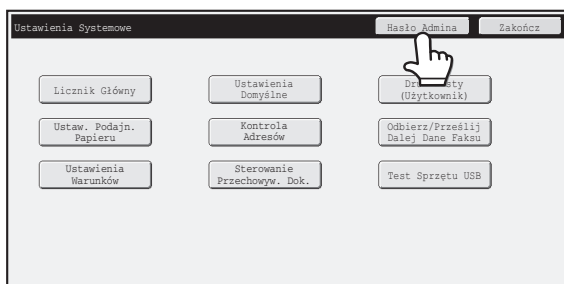 Ustawienia Systemowe
Hasło Admina
Zakończ
Licznik Główny
Ustawienia
Domyślne
(Użytkownik)
Ustaw. Podajn.
Papieru
Kontrola
Adresów
Odbierz/Prześlij
Dalej Dane Faksu
Ustawienia
Warunków
Sterowanie
Przechowyw. Dok.
Test Sprzętu USB